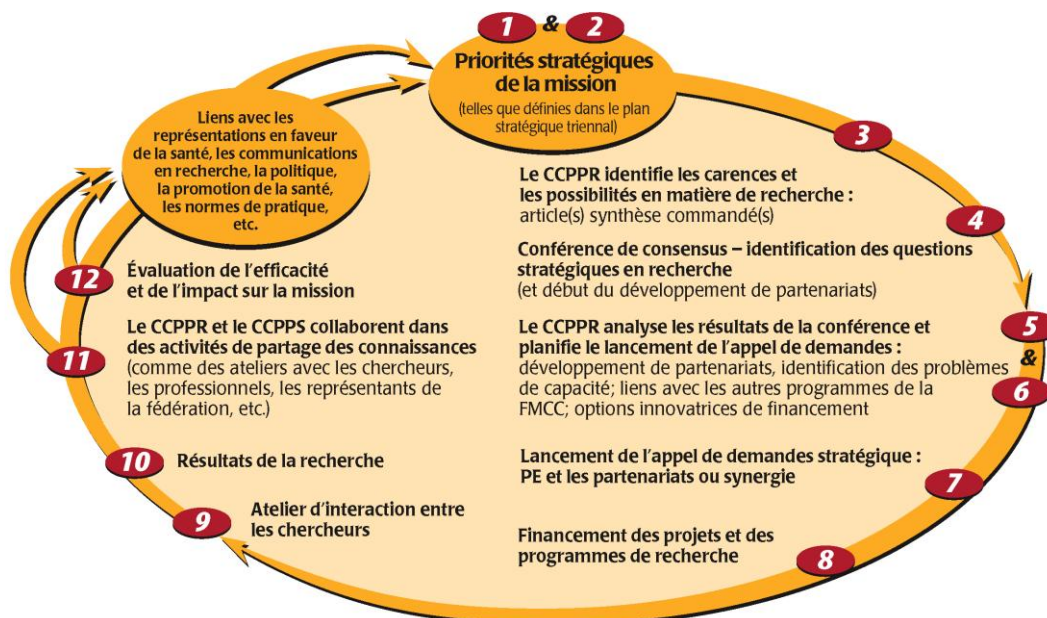 1 & 2
Priorités stratégiques
de la mission
(telles que définies dans le plan
stratégique triennal)
Liens avec les
représentations en faveur
de la santé, les communications
en recherche, la politique,
la promotion de la santé,
les normes de pratique,
etc.
3
Le CCPPR identifie les carences et
les possibilités en matière de recherche :
article(s) synthèse commandé(s)
4
Conférence de consensus – identification des questions
stratégiques en recherche
(et début du développement de partenariats)
5
&
6
Le CCPPR analyse les résultats de la conférence et
planifie le lancement de l'appel de demandes :
développement de partenariats, identification des problèmes
de capacité; liens avec les autres programmes de la
FMCC; options innovatrices de financement
7
Lancement de l'appel de demandes stratégique :
PE et les partenariats ou synergie
8
Financement des projets et des
programmes de recherche
9
Atelier d'interaction entre
les chercheurs
10
Résultats de la recherche
11
Le CCPPR et le CCPPS collaborent dans
des activités de partage des connaissances
(comme des ateliers avec les chercheurs,
les professionnels, les représentants de
la fédération, etc.)
12
Évaluation de l'efficacité
et de l'impact sur la mission